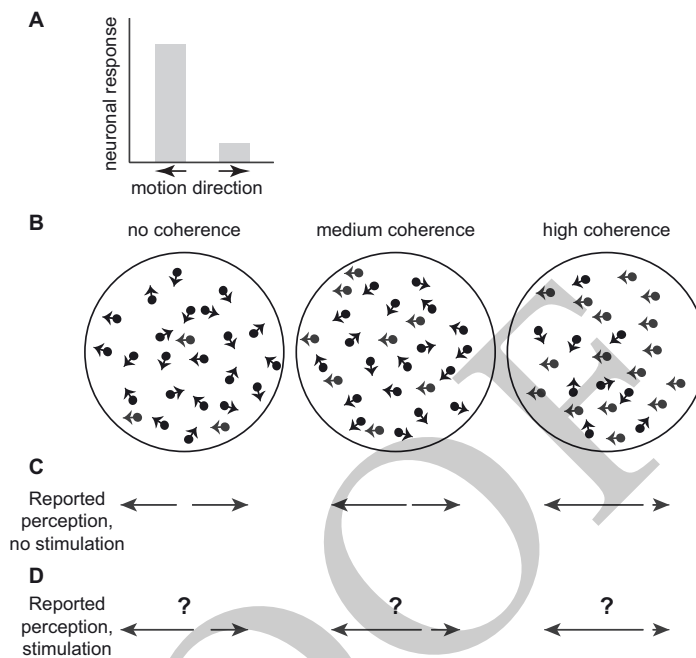 A
neuronal response
motion direction
B
no coherence
medium coherence
high coherence
C
Reported
perception,
no stimulation
D
Reported
perception,
stimulation
?
?
?